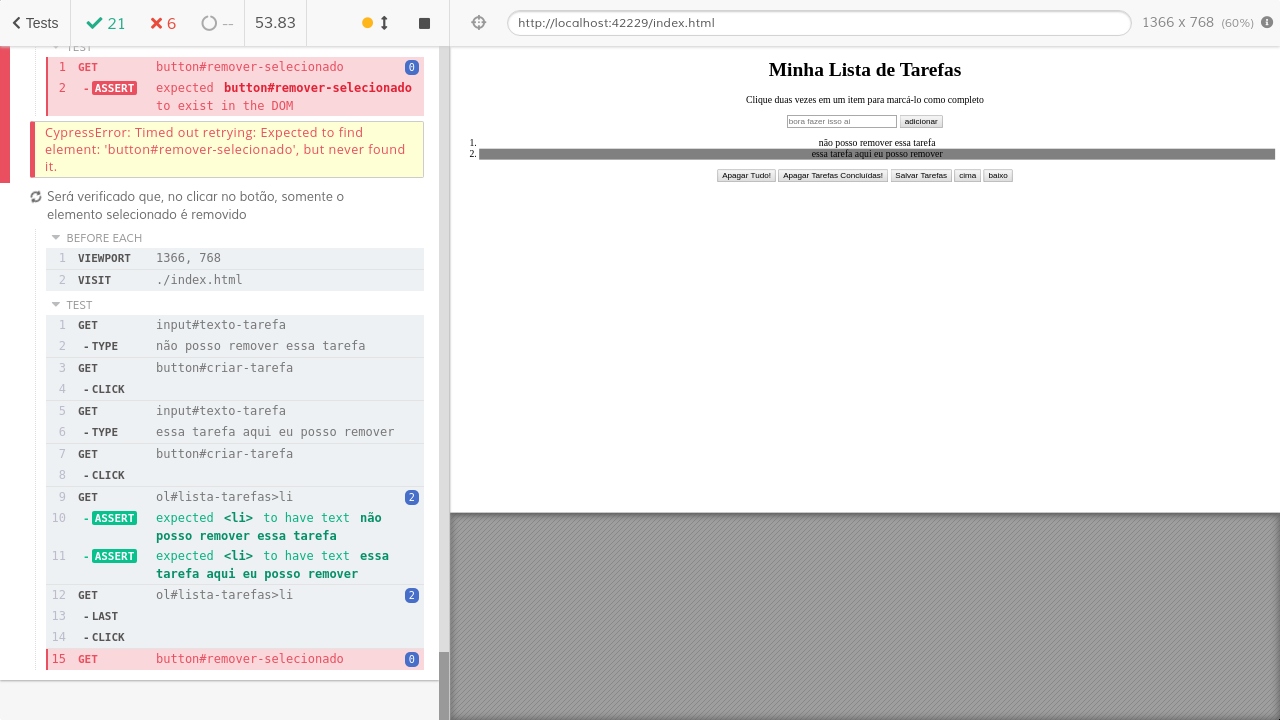 Tests 21 6 -- 53.83
http://localhost:42229/index.html 1366 x 768 (60%)
TEST
1 GET button#remover-selecionado 0
2 -ASSERT expected button#remover-selecionado
to exist in the DOM
CypressError: Timed out retrying: Expected to find
element: 'button#remover-selecionado', but never found
it.
Será verificado que, no clicar no botão, somente o
elemento selecionado é removido
BEFORE EACH
1 VIEWPORT 1366, 768
2 VISIT ./index.html
TEST
1 GET input#texto-tarefa
2 -TYPE não posso remover essa tarefa
3 GET button#criar-tarefa
4 -CLICK
5 GET input#texto-tarefa
6 -TYPE essa tarefa aqui eu posso remover
7 GET button#criar-tarefa
8 -CLICK
9 GET ol#lista-tarefas>li 2
10 -ASSERT expected <li> to have text não
posso remover essa tarefa
11 -ASSERT expected <li> to have text essa
tarefa aqui eu posso remover
12 GET ol#lista-tarefas>li 2
13 -LAST
14 -CLICK
15 GET button#remover-selecionado 0
Minha Lista de Tarefas
Clique duas vezes em um item para marcá-lo como completo
bora fazer isso aí adicionar
1. não posso remover essa tarefa
2. essa tarefa aqui eu posso remover
Apagar Tudo! Apagar Tarefas Concluídas! Salvar Tarefas cima baixo